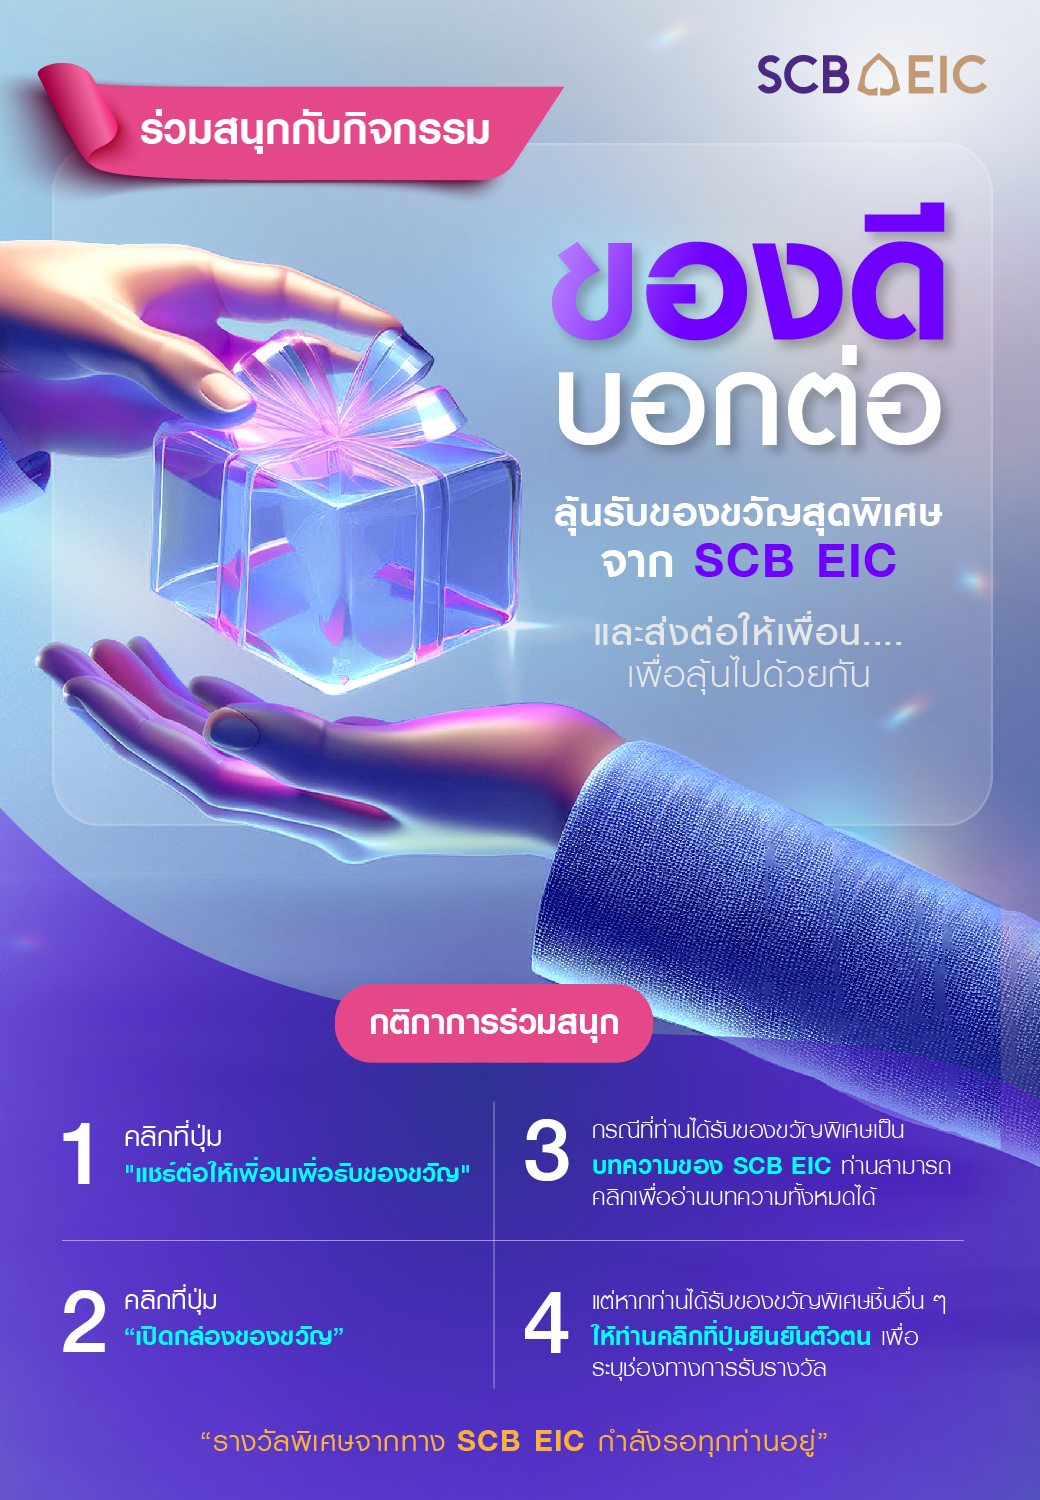 SCB EIC
ร่วมสนุกกับกิจกรรม
ของดี
บอกต่อ
ลุ้นรับของขวัญสุดพิเศษ
จาก SCB EIC
และส่งต่อให้เพื่อน....
เพื่อลุ้นไปด้วยกัน
กติกาการร่วมสนุก
1
คลิกที่ปุ่ม
"แชร์ต่อให้เพื่อนเพื่อรับของขวัญ"
2
คลิกที่ปุ่ม
“เปิดกล่องของขวัญ”
3
กรณีที่ท่านได้รับของขวัญพิเศษเป็น
บทความของ SCB EIC ท่านสามารถ
คลิกเพื่ออ่านบทความทั้งหมดได้
4
แต่หากท่านได้รับของขวัญพิเศษชิ้นอื่น ๆ
ให้ท่านคลิกที่ปุ่มยืนยันตัวตน เพื่อ
ระบุช่องทางการรับรางวัล
“รางวัลพิเศษจากทาง SCB EIC กำลังรอทุกท่านอยู่”